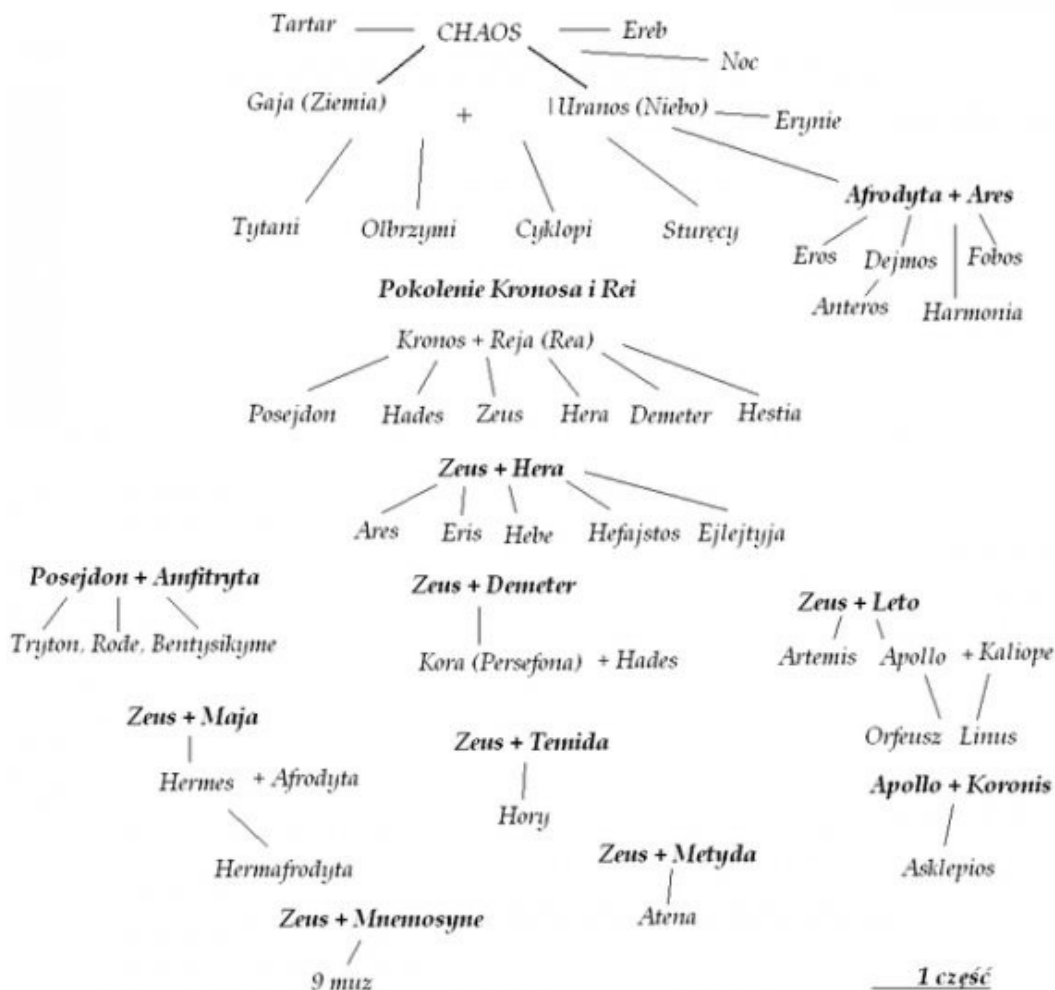 Tartar CHAOS Ereb
Noc
Gaja (Ziemia) + Uranos (Niebo) Erynie
Afrodyta + Ares
Tytani Olbrzymi Cyklopi Sturęcy
Eros Dejmos Fobos
Anteros Harmonia
Pokolenie Kronosa i Rei
Kronos + Reja (Rea)
Posejdon Hades Zeus Hera Demeter Hestia
Zeus + Hera
Ares Eris Hebe Hefajstos Ejlejtyja
Posejdon + Amfitryta
Tryton, Rode, Bentysikyme
Zeus + Demeter
Kora (Persefona) + Hades
Zeus + Leto
Artemis Apollo + Kaliope
Orfeusz Linus
Zeus + Maja
Hermes + Afrodyta
Hermafrodyta
Zeus + Temida
Hory
Apollo + Koronis
Asklepios
Zeus + Metyda
Atena
Zeus + Mnemosyne
9 muz
1 część